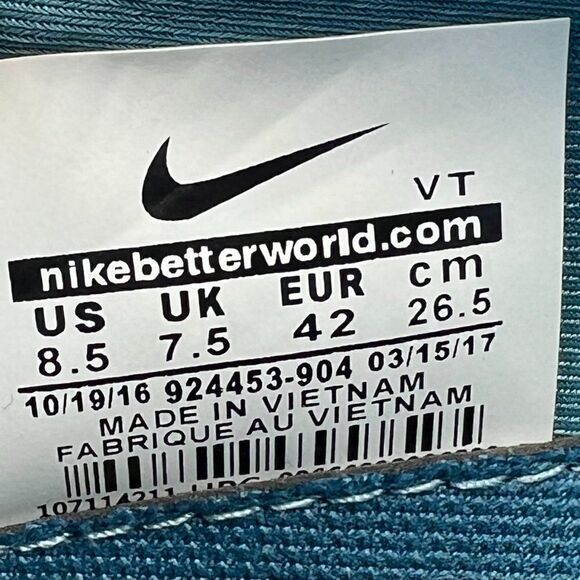 VT
nikebetterworld.com
US UK EUR cm
8.5 7.5 42 26.5
10/19/16 924453-904 03/15/17
MADE IN VIETNAM
FABRIQUE AU VIETNAM
107114211